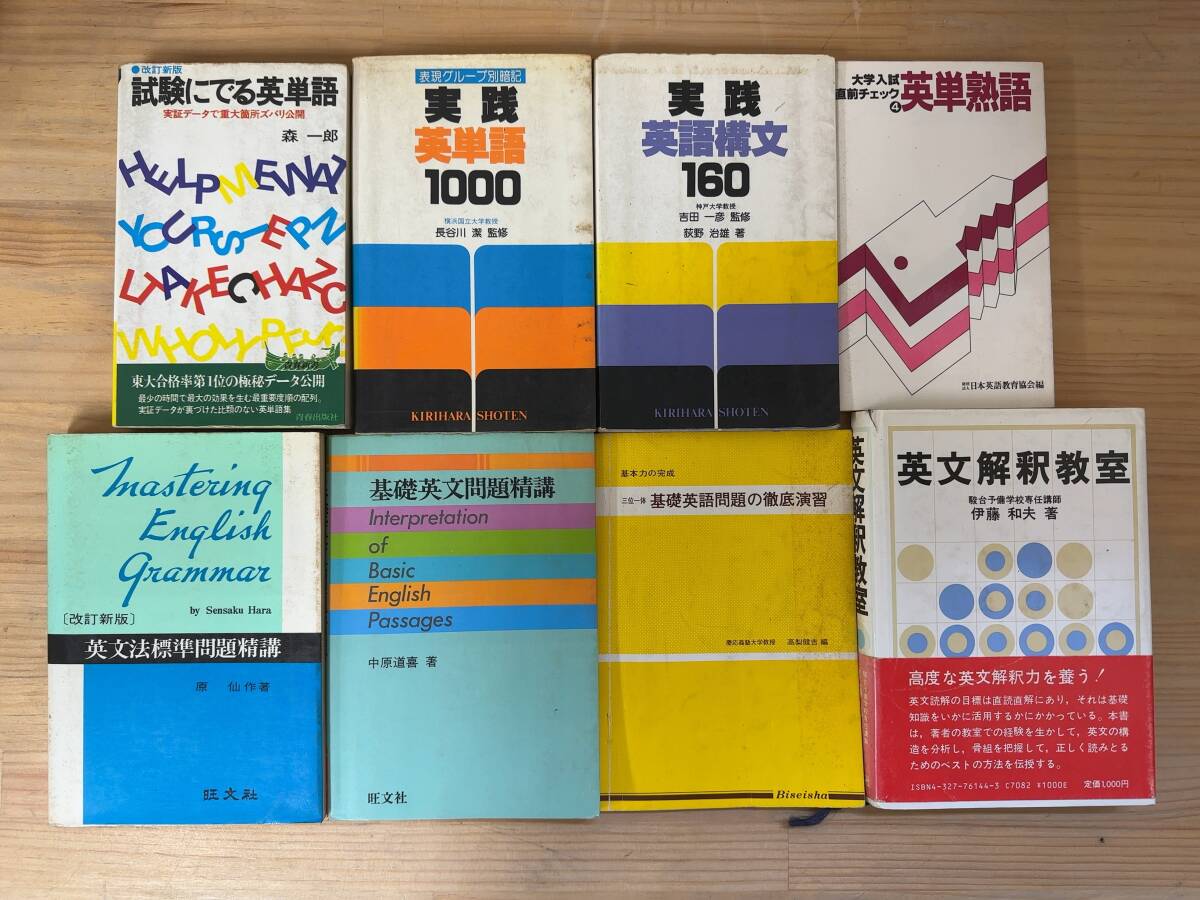 ●改訂新版
試験にでる英単語
実証データで重大箇所ズバリ公開
森 一郎
HELP ME WAY
YOUR STEP N
L TAKE CHANC
WHOLLY PEUC
東大合格率第1位の極秘データ公開
最少の時間で最大の効果を生む最重要度順の配列。
実証データが裏づけた比類のない英単語集
青春出版社
表現グループ別暗記
実践
英単語
1000
横浜国立大学教授
長谷川 潔 監修
KIRIHARA SHOTEN
実践
英語構文
160
神戸大学教授
吉田 一彦 監修
荻野 治雄 著
KIRIHARA SHOTEN
大学入試
直前チェック④
英単熟語
財団法人日本英語教育協会編
Mastering
English
Grammar
by Sensaku Hara
〔改訂新版〕
英文法標準問題精講
原 仙作著
旺文社
基礎英文問題精講
Interpretation
of
Basic
English
Passages
中原道喜 著
旺文社
基本力の完成
三位一体 基礎英語問題の徹底演習
慶応義塾大学教授 高梨健吉 編
Biseisha
英文解釈教室
英文解釈教室
駿台予備学校専任講師
伊藤 和夫 著
高度な英文解釈力を養う!
英文読解の目標は直読直解にあり，それは基礎
知識をいかに活用するかにかかっている。本書
は，著者の教室での経験を生かして，英文の構
造を分析し，骨組を把握して，正しく読みとる
ためのベストの方法を伝授する。
ISBN4-327-76144-3 C7082 ¥1000E
定価1,000円